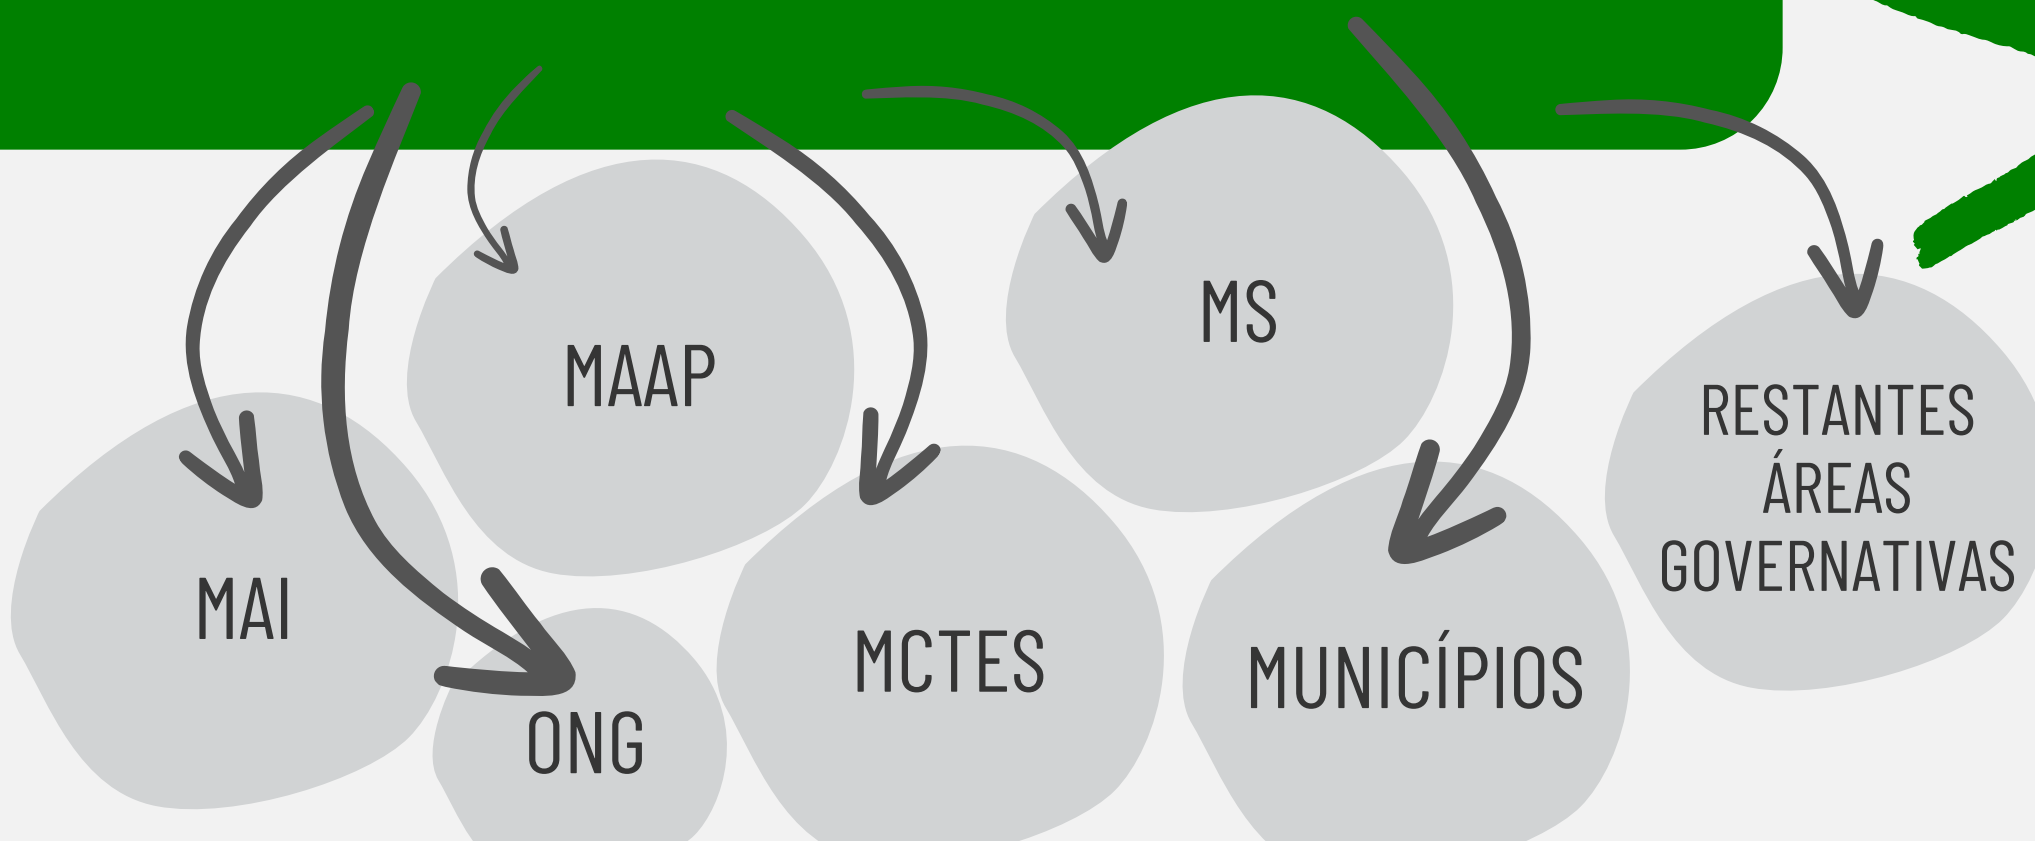 MS
MAAP
RESTANTES
ÁREAS
GOVERNATIVAS
MAI
MCTES
MUNICÍPIOS
ONG